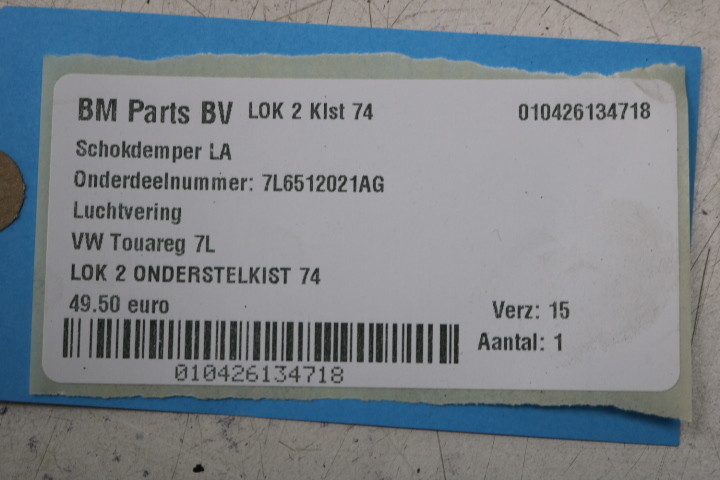 BM Parts BV LOK 2 KIst 74 010426134718
Schokdemper LA
Onderdeelnummer: 7L6512021AG
Luchtvering
VW Touareg 7L
LOK 2 ONDERSTELKIST 74
49.50 euro Verz: 15
Aantal: 1
010426134718